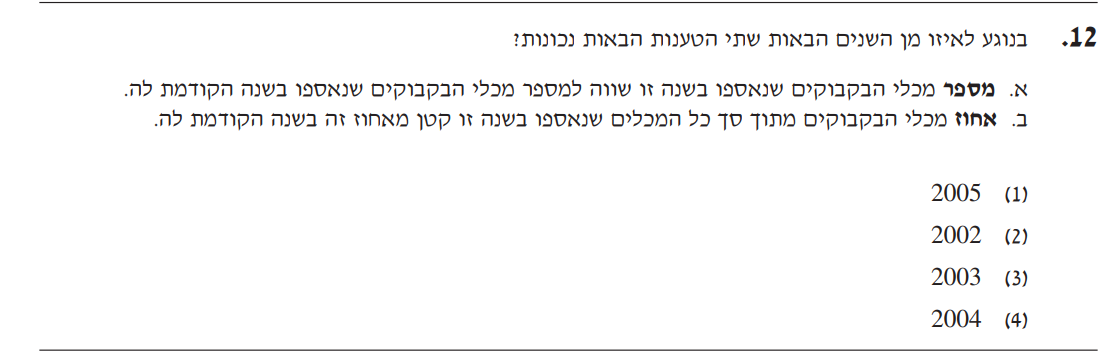 12. בנוגע לאיזו מן השנים הבאות שתי הטענות הבאות נכונות?
א. מספר מכלי הבקבוקים שנאספו בשנה זו שווה למספר מכלי הבקבוקים שנאספו בשנה הקודמת לה.
ב. אחוז מכלי הבקבוקים מתוך סך כל המכלים שנאספו בשנה זו קטן מאחוז זה בשנה הקודמת לה.
(1) 2005
(2) 2002
(3) 2003
(4) 2004